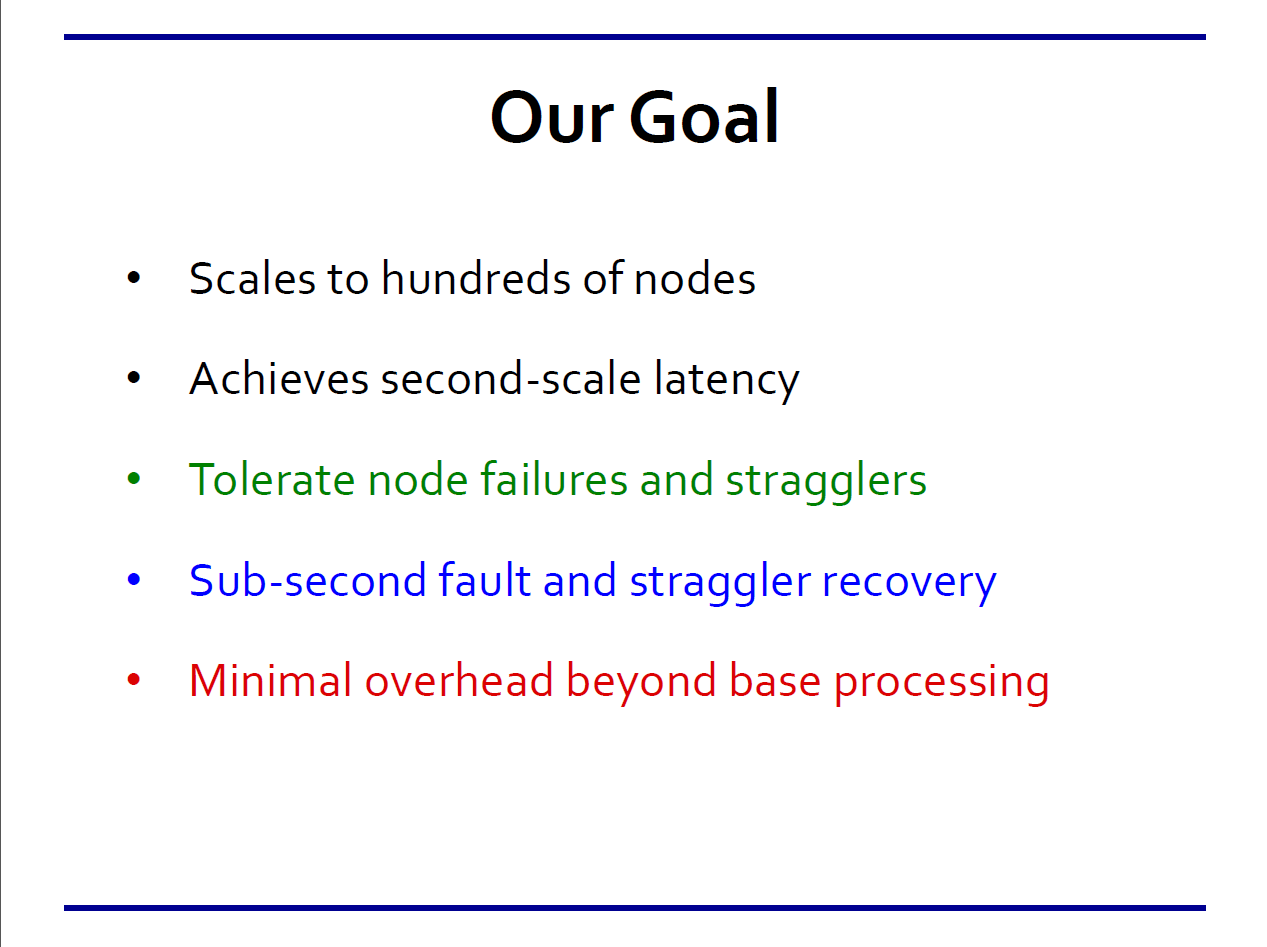 Our Goal
• Scales to hundreds of nodes
• Achieves second-scale latency
• Tolerate node failures and stragglers
• Sub-second fault and straggler recovery
• Minimal overhead beyond base processing